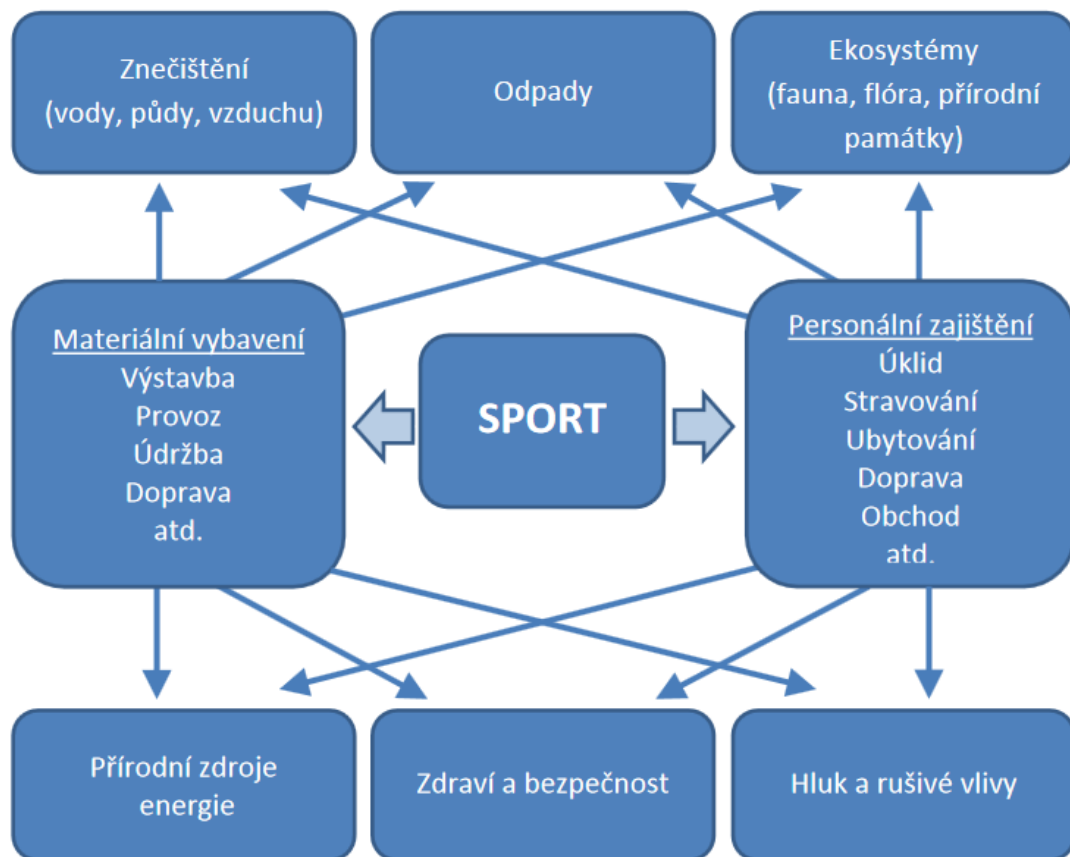 Znečištění
(vody, půdy, vzduchu)
Odpady
Ekosystémy
(fauna, flóra, přírodní
památky)
Materiální vybavení
Výstavba
Provoz
Údržba
Doprava
atd.
SPORT
Personální zajištění
Úklid
Stravování
Ubytování
Doprava
Obchod
atd.
Přírodní zdroje
energie
Zdraví a bezpečnost
Hluk a rušivé vlivy